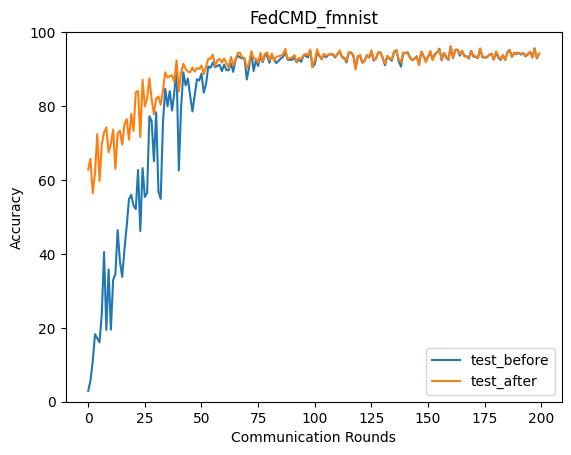 FedCMD_fmnist
100
80
60
40
20
0
Accuracy
0 25 50 75 100 125 150 175 200
Communication Rounds
test_before
test_after